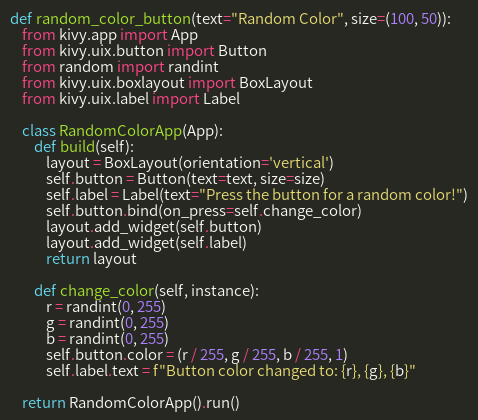 def random_color_button(text="Random Color", size=(100, 50)):
    from kivy.app import App
    from kivy.uix.button import Button
    from random import randint
    from kivy.uix.boxlayout import BoxLayout
    from kivy.uix.label import Label

    class RandomColorApp(App):
        def build(self):
            layout = BoxLayout(orientation='vertical')
            self.button = Button(text=text, size=size)
            self.label = Label(text="Press the button for a random color!")
            self.button.bind(on_press=self.change_color)
            layout.add_widget(self.button)
            layout.add_widget(self.label)
            return layout

        def change_color(self, instance):
            r = randint(0, 255)
            g = randint(0, 255)
            b = randint(0, 255)
            self.button.color = (r / 255, g / 255, b / 255, 1)
            self.label.text = f"Button color changed to: {r}, {g}, {b}"

    return RandomColorApp().run()